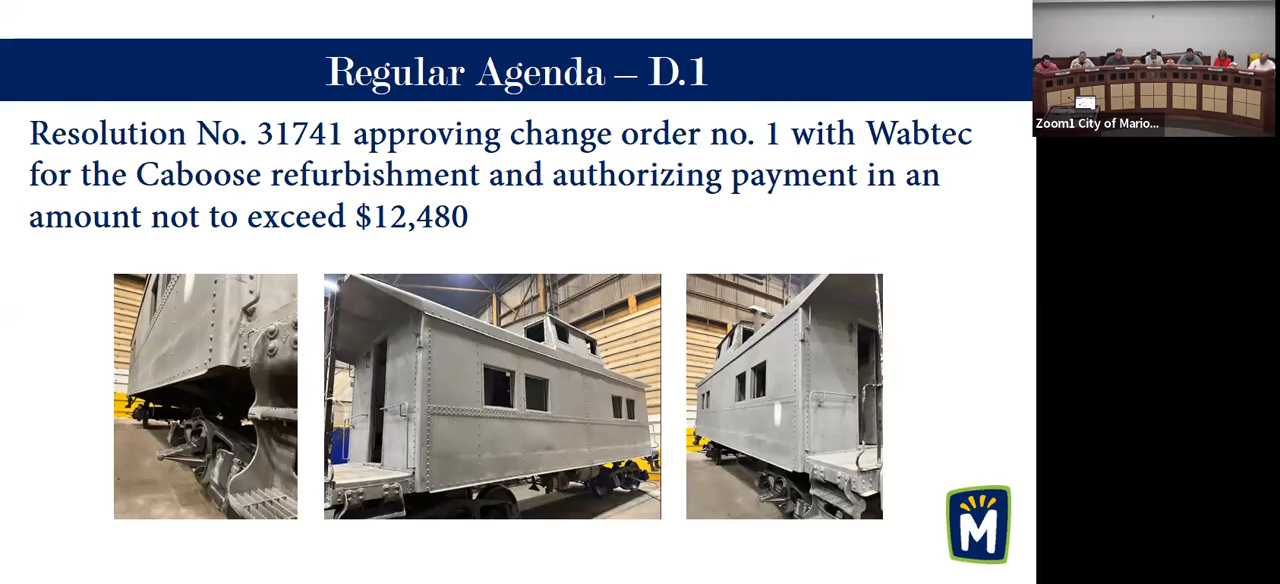 Regular Agenda – D.1
Resolution No. 31741 approving change order no. 1 with Wabtec
for the Caboose refurbishment and authorizing payment in an
amount not to exceed $12,480
Zoom1 City of Mario...
M